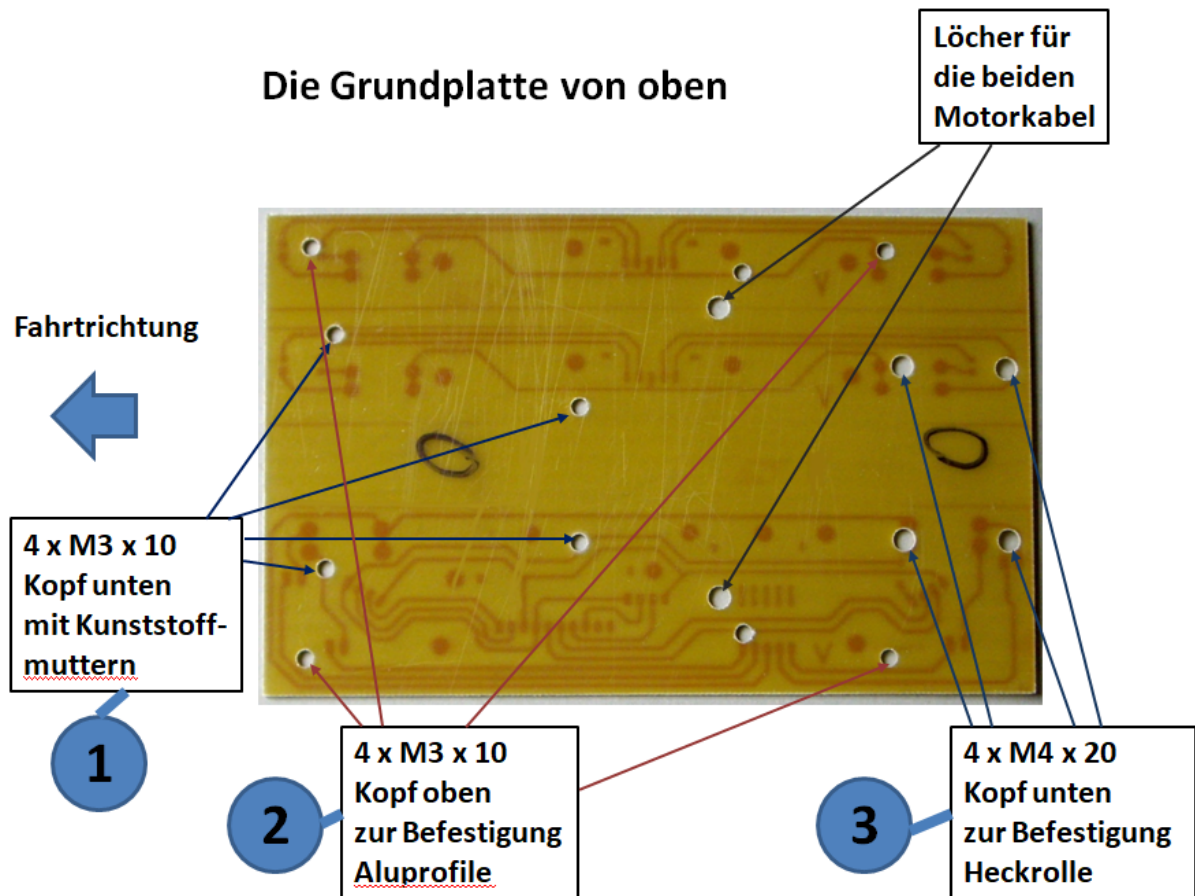 Die Grundplatte von oben
Löcher für
die beiden
Motorkabel
Fahrtrichtung
4 x M3 x 10
Kopf unten
mit Kunststoff-
muttern
1
4 x M3 x 10
Kopf oben
zur Befestigung
Aluprofile
2
4 x M4 x 20
Kopf unten
zur Befestigung
Heckrolle
3